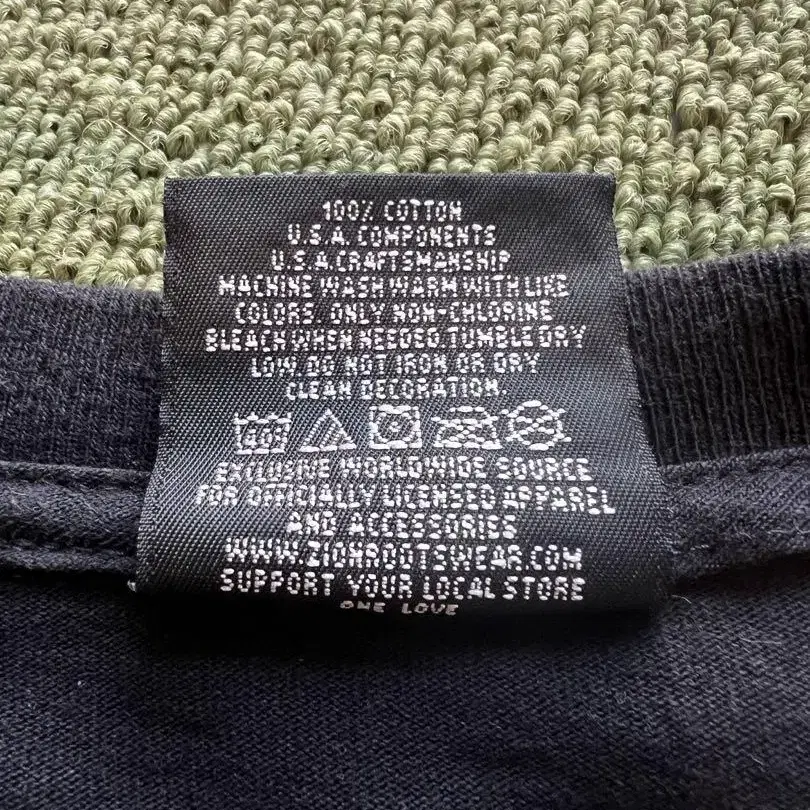 100% COTTON
U.S.A. COMPONENTS
U.S.A.CRAFTSMANSHIP
MACHINE WASH WARM WITH LIKE
COLORS. ONLY NON-CHLORINE
BLEACH WHEN NEEDED.TUMBLE DRY
LOW. DO NOT IRON OR DRY
CLEAN DECORATION.
40°
EXCLUSIVE WORLDWIDE SOURCE
FOR OFFICIALLY LICENSED APPAREL
AND ACCESSORIES
WWW.ZIONROOTSWEAR.COM
SUPPORT YOUR LOCAL STORE
ONE LOVE